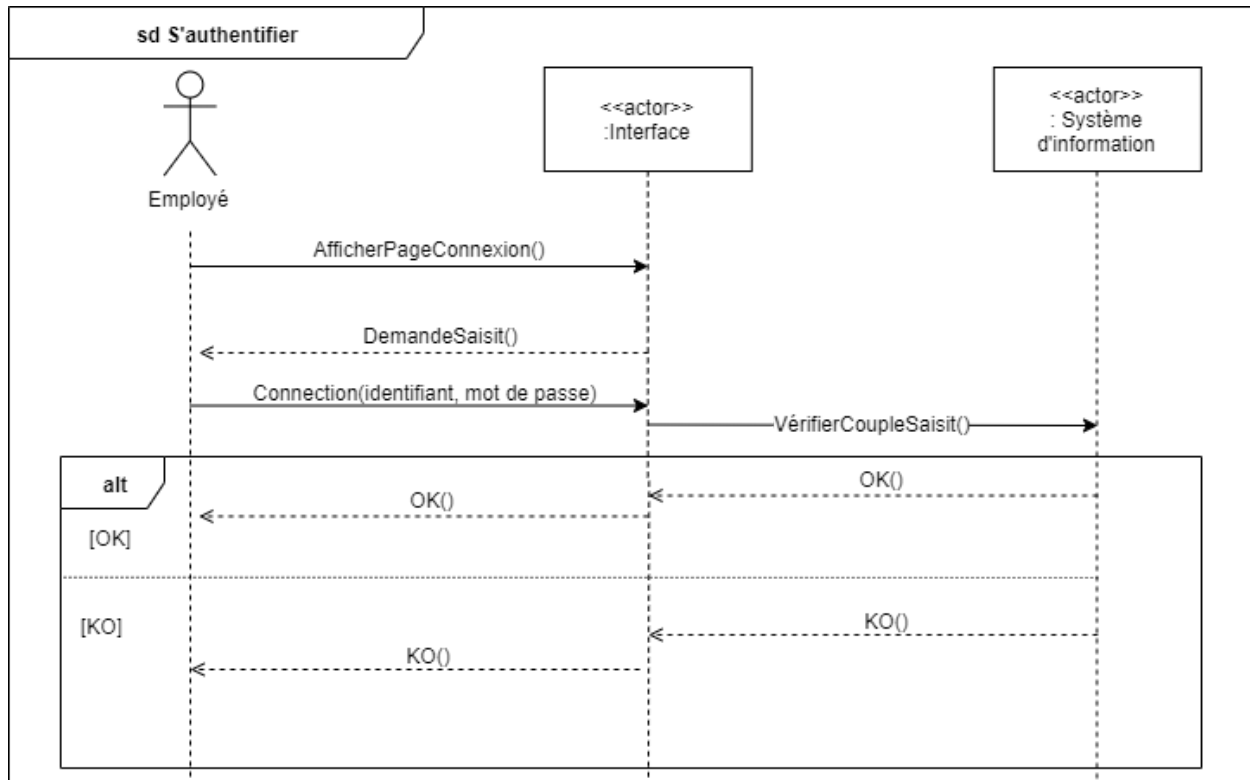 sd S'authentifier
<<actor>>
:Interface
<<actor>>
: Système
d'information
Employé
AfficherPageConnexion()
DemandeSaisit()
Connection(identifiant, mot de passe)
VérifierCoupleSaisit()
alt
OK()
OK()
[OK]
KO()
[KO]
KO()